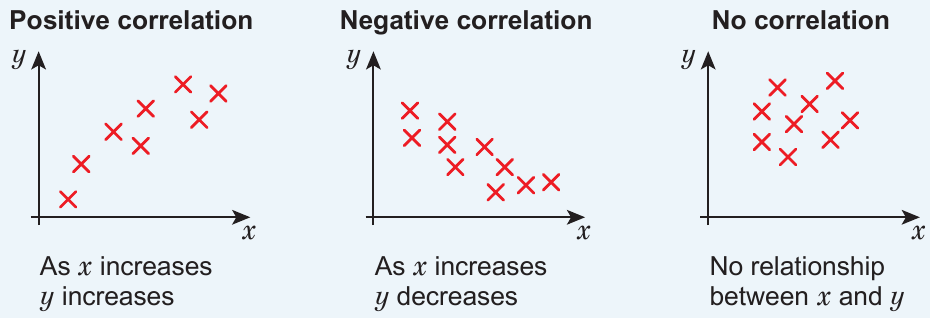 Positive correlation
y
x
As x increases
y increases
Negative correlation
y
x
As x increases
y decreases
No correlation
y
x
No relationship
between x and y